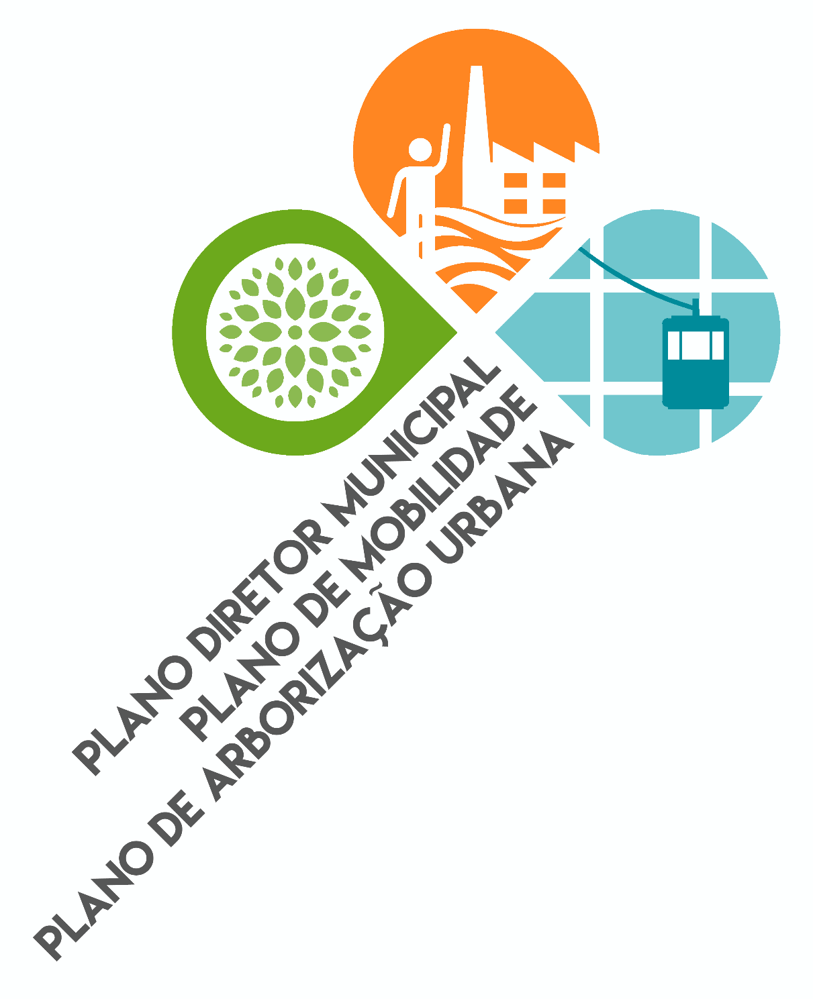 PLANO DIRETOR MUNICIPAL
PLANO DE MOBILIDADE
PLANO DE ARBORIZAÇÃO URBANA